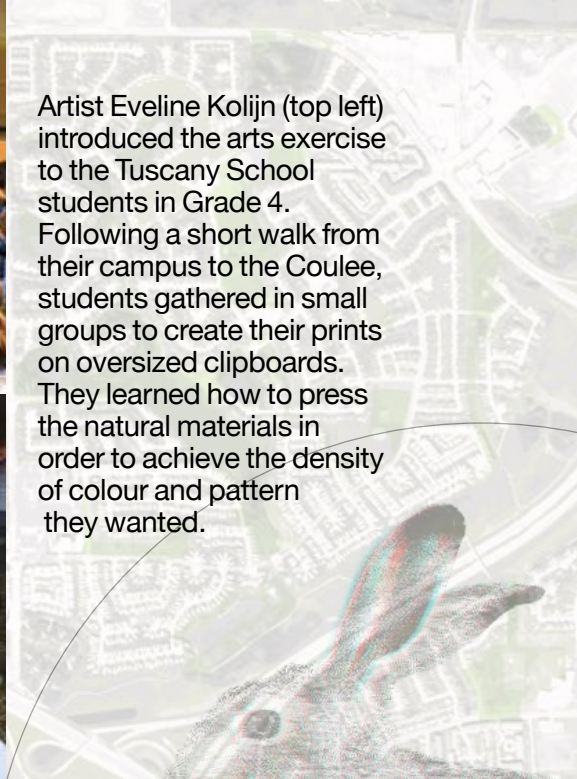 Artist Eveline Kolijn (top left)
introduced the arts exercise
to the Tuscany School
students in Grade 4.
Following a short walk from
their campus to the Coulee,
students gathered in small
groups to create their prints
on oversized clipboards.
They learned how to press
the natural materials in
order to achieve the density
of colour and pattern
they wanted.